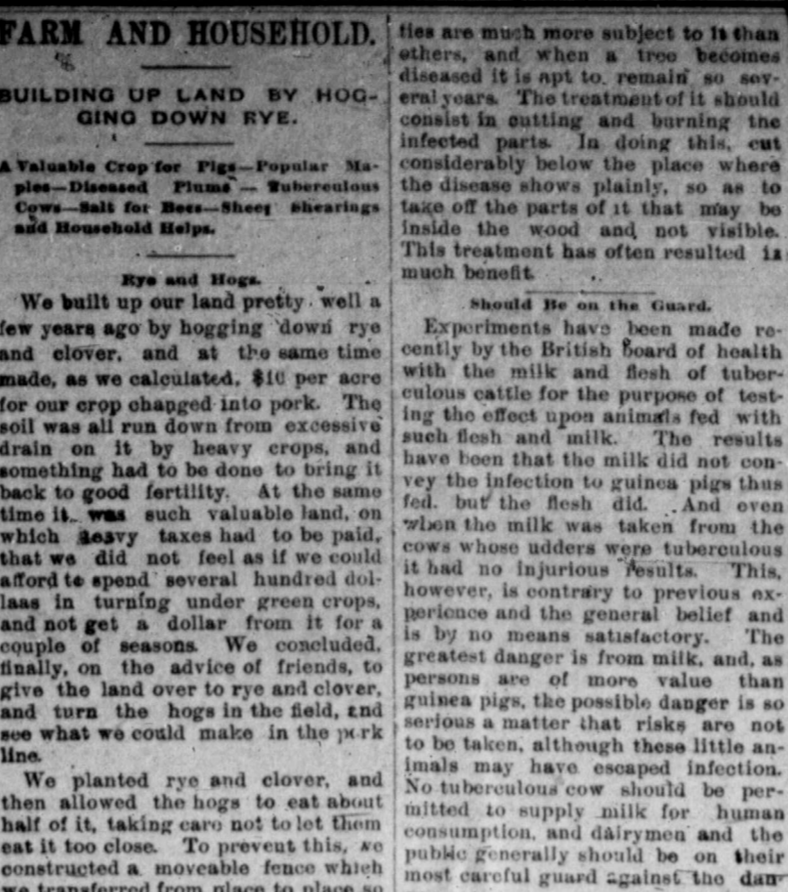 FARM AND HOUSEHOLD.
BUILDING UP LAND BY HOG-
GING DOWN RYE.
A Valuable Crop for Pigs—Popular Ma-
ples—Diseased Plums—Tuberculous
Cows—Salt for Bees—Sheep Shearings
and Household Helps.
Rye and Hogs.
We built up our land pretty well a
few years ago by hogging down rye
and clover, and at the same time
made, as we calculated, $10 per acre
for our crop changed into pork. The
soil was all run down from excessive
drain on it by heavy crops, and
something had to be done to bring it
back to good fertility. At the same
time it was such valuable land, on
which heavy taxes had to be paid,
that we did not feel as if we could
afford to spend several hundred dol-
laas in turning under green crops,
and not get a dollar from it for a
couple of seasons. We concluded,
finally, on the advice of friends, to
give the land over to rye and clover,
and turn the hogs in the field, and
see what we could make in the pork
line.
We planted rye and clover, and
then allowed the hogs to eat about
half of it, taking care not to let them
eat it too close. To prevent this, we
constructed a moveable fence which
we transferred from place to place so
ties are much more subject to it than
others, and when a tree becomes
diseased it is apt to remain so sev-
eral years. The treatment of it should
consist in cutting and burning the
infected parts. In doing this, cut
considerably below the place where
the disease shows plainly, so as to
take off the parts of it that may be
inside the wood and not visible.
This treatment has often resulted in
much benefit.
Should Be on the Guard.
Experiments have been made re-
cently by the British Board of health
with the milk and flesh of tuber-
culous cattle for the purpose of test-
ing the effect upon animals fed with
such flesh and milk. The results
have been that the milk did not con-
vey the infection to guinea pigs thus
fed, but the flesh did. And even
when the milk was taken from the
cows whose udders were tuberculous
it had no injurious results. This,
however, is contrary to previous ex-
perience and the general belief and
is by no means satisfactory. The
greatest danger is from milk, and, as
persons are of more value than
guinea pigs, the possible danger is so
serious a matter that risks are not
to be taken, although these little an-
imals may have escaped infection.
No tuberculous cow should be per-
mitted to supply milk for human
consumption, and dairymen and the
public generally should be on their
most careful guard against the dan-